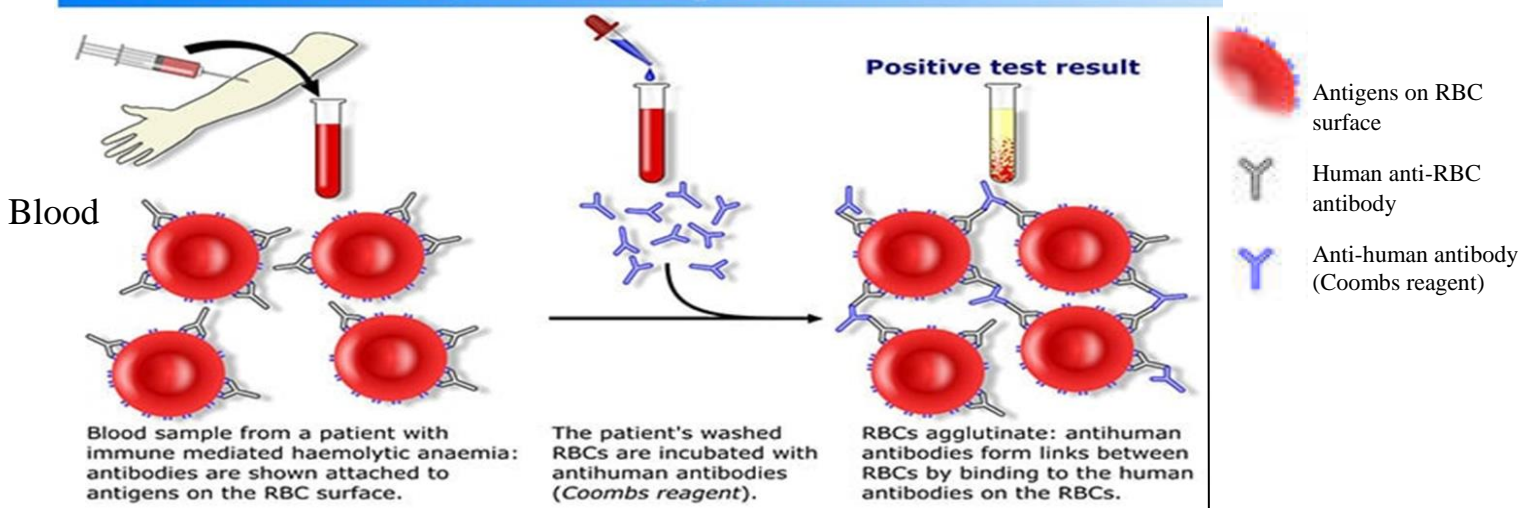 Blood
Blood sample from a patient with
immune mediated haemolytic anaemia:
antibodies are shown attached to
antigens on the RBC surface.
The patient's washed
RBCs are incubated with
antihuman antibodies
(Coombs reagent).
Positive test result
RBCs agglutinate: antihuman
antibodies form links between
RBCs by binding to the human
antibodies on the RBCs.
Antigens on RBC
surface
Human anti-RBC
antibody
Anti-human antibody
(Coombs reagent)